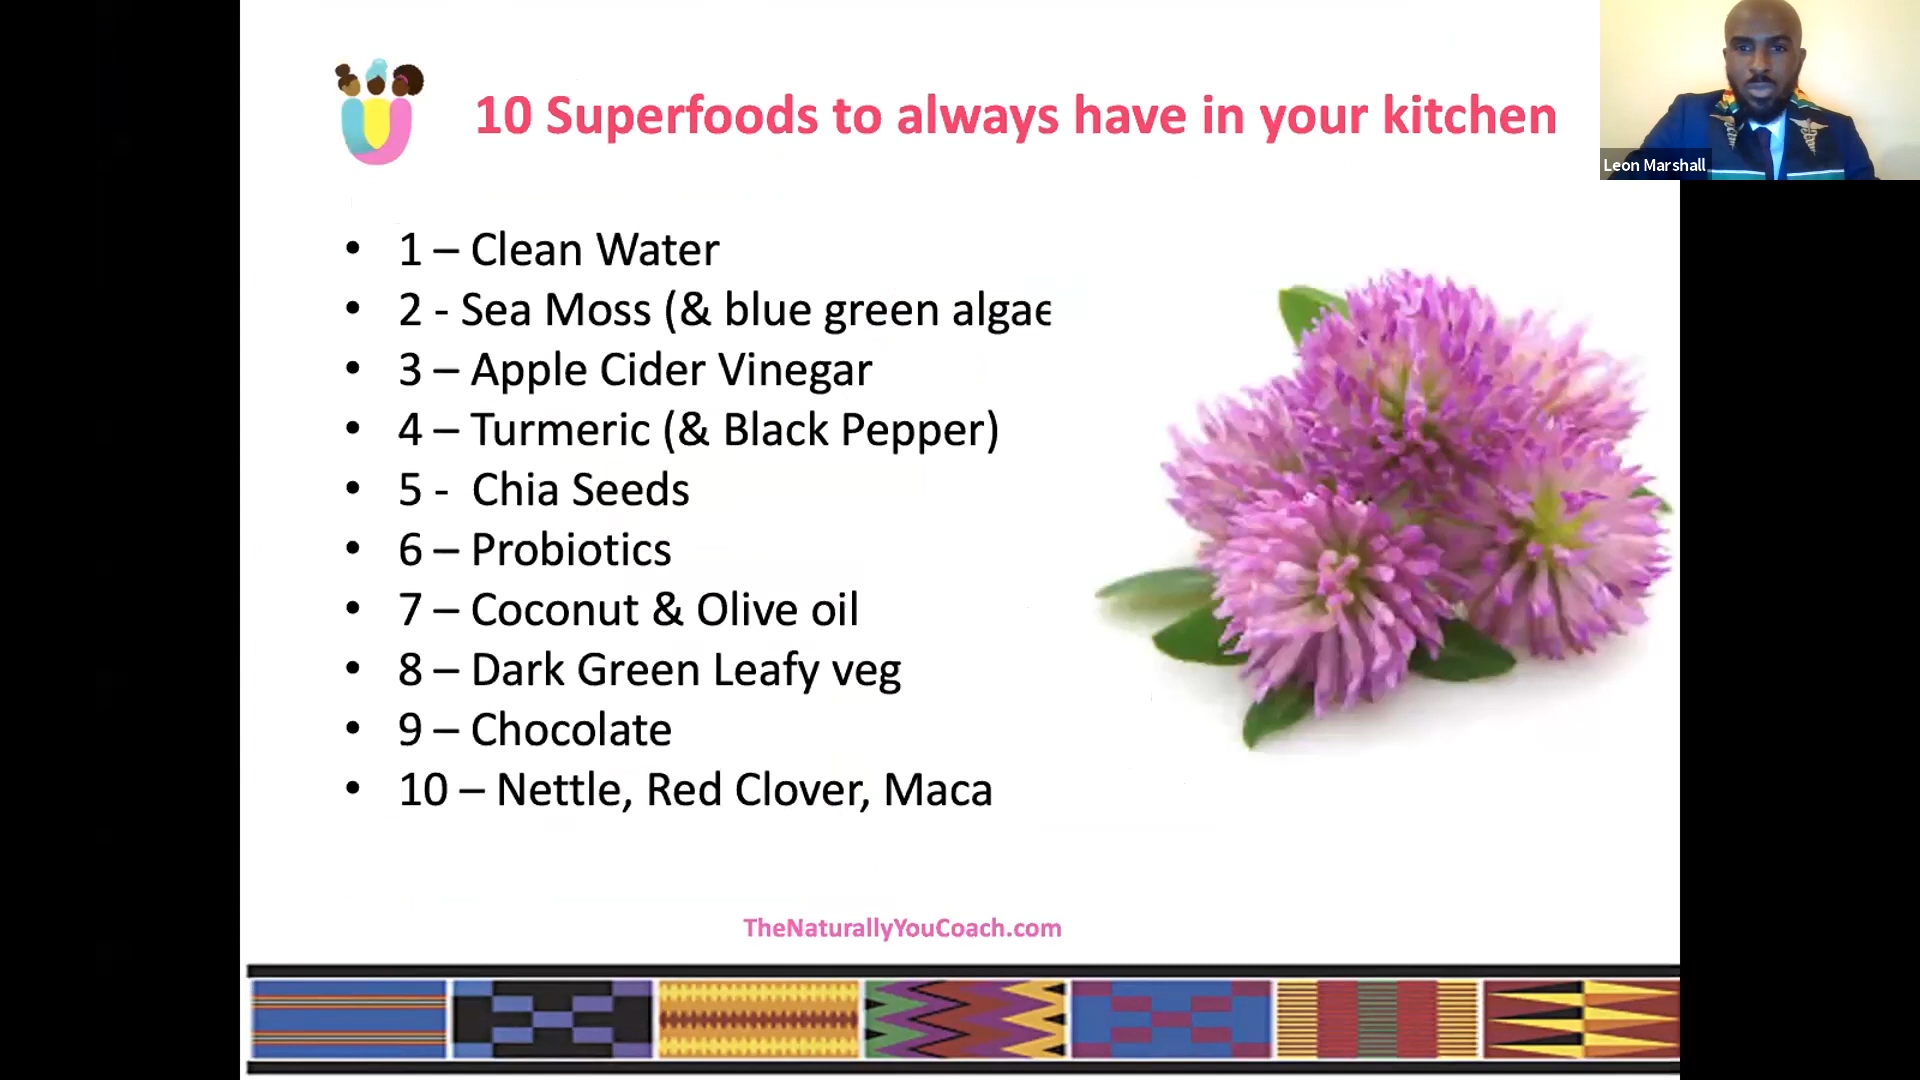 10 Superfoods to always have in your kitchen
Leon Marshall
• 1 – Clean Water
• 2 - Sea Moss (& blue green algae
• 3 – Apple Cider Vinegar
• 4 – Turmeric (& Black Pepper)
• 5 -  Chia Seeds
• 6 – Probiotics
• 7 – Coconut & Olive oil
• 8 – Dark Green Leafy veg
• 9 – Chocolate
• 10 – Nettle, Red Clover, Maca
TheNaturallyYouCoach.com